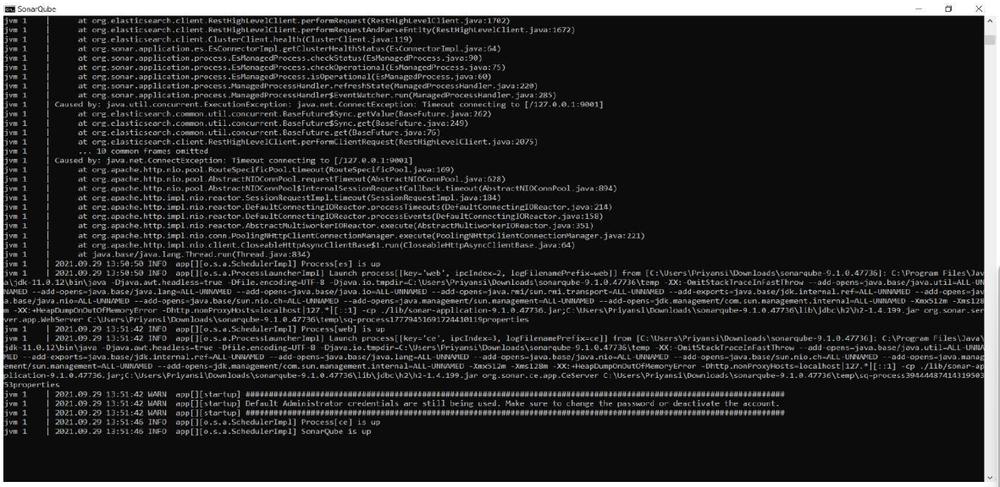 SonarQube
jvm 1    |      at org.elasticsearch.client.RestHighLevelClient.performRequest(RestHighLevelClient.java:1702)
jvm 1    |      at org.elasticsearch.client.RestHighLevelClient.performRequestAndParseEntity(RestHighLevelClient.java:1672)
jvm 1    |      at org.elasticsearch.client.ClusterClient.health(ClusterClient.java:119)
jvm 1    |      at org.sonar.application.es.EsConnectorImpl.getClusterHealthStatus(EsConnectorImpl.java:64)
jvm 1    |      at org.sonar.application.process.EsManagedProcess.checkStatus(EsManagedProcess.java:90)
jvm 1    |      at org.sonar.application.process.EsManagedProcess.checkOperational(EsManagedProcess.java:75)
jvm 1    |      at org.sonar.application.process.EsManagedProcess.isOperational(EsManagedProcess.java:60)
jvm 1    |      at org.sonar.application.process.ManagedProcessHandler.refreshState(ManagedProcessHandler.java:220)
jvm 1    |      at org.sonar.application.process.ManagedProcessHandler$EventWatcher.run(ManagedProcessHandler.java:285)
jvm 1    | Caused by: java.util.concurrent.ExecutionException: java.net.ConnectException: Timeout connecting to [/127.0.0.1:9001]
jvm 1    |      at org.elasticsearch.common.util.concurrent.BaseFuture$Sync.getValue(BaseFuture.java:262)
jvm 1    |      at org.elasticsearch.common.util.concurrent.BaseFuture$Sync.get(BaseFuture.java:249)
jvm 1    |      at org.elasticsearch.common.util.concurrent.BaseFuture.get(BaseFuture.java:76)
jvm 1    |      at org.elasticsearch.client.RestHighLevelClient.performClientRequest(RestHighLevelClient.java:2075)
jvm 1    |      ... 10 common frames omitted
jvm 1    | Caused by: java.net.ConnectException: Timeout connecting to [/127.0.0.1:9001]
jvm 1    |      at org.apache.http.nio.pool.RouteSpecificPool.timeout(RouteSpecificPool.java:169)
jvm 1    |      at org.apache.http.nio.pool.AbstractNIOConnPool.requestTimeout(AbstractNIOConnPool.java:628)
jvm 1    |      at org.apache.http.nio.pool.AbstractNIOConnPool$InternalSessionRequestCallback.timeout(AbstractNIOConnPool.java:894)
jvm 1    |      at org.apache.http.impl.nio.reactor.SessionRequestImpl.timeout(SessionRequestImpl.java:184)
jvm 1    |      at org.apache.http.impl.nio.reactor.DefaultConnectingIOReactor.processTimeouts(DefaultConnectingIOReactor.java:214)
jvm 1    |      at org.apache.http.impl.nio.reactor.DefaultConnectingIOReactor.processEvents(DefaultConnectingIOReactor.java:158)
jvm 1    |      at org.apache.http.impl.nio.reactor.AbstractMultiworkerIOReactor.execute(AbstractMultiworkerIOReactor.java:351)
jvm 1    |      at org.apache.http.impl.nio.conn.PoolingNHttpClientConnectionManager.execute(PoolingNHttpClientConnectionManager.java:221)
jvm 1    |      at org.apache.http.impl.nio.client.CloseableHttpAsyncClientBase$1.run(CloseableHttpAsyncClientBase.java:64)
jvm 1    |      at java.base/java.lang.Thread.run(Thread.java:834)
jvm 1    | 2021.09.29 13:50:50 INFO  app[][o.s.a.SchedulerImpl] Process[es] is up
jvm 1    | 2021.09.29 13:50:50 INFO  app[][o.s.a.ProcessLauncherImpl] Launch process[[key='web', ipcIndex=2, logFilenamePrefix=web]] from [C:\Users\Priyansi\Downloads\sonarqube-9.1.0.47736]: C:\Program Files\Jav
a\jdk-11.0.12\bin\java -Djava.awt.headless=true -Dfile.encoding=UTF-8 -Djava.io.tmpdir=C:\Users\Priyansi\Downloads\sonarqube-9.1.0.47736\temp -XX:-OmitStackTraceInFastThrow --add-opens=java.base/java.util=ALL-UN
NAMED --add-opens=java.base/java.lang=ALL-UNNAMED --add-opens=java.base/java.io=ALL-UNNAMED --add-opens=java.rmi/sun.rmi.transport=ALL-UNNAMED --add-exports=java.base/jdk.internal.ref=ALL-UNNAMED --add-opens=jav
a.base/java.nio=ALL-UNNAMED --add-opens=java.base/sun.nio.ch=ALL-UNNAMED --add-opens=java.management/sun.management=ALL-UNNAMED --add-opens=jdk.management/com.sun.management.internal=ALL-UNNAMED -Xmx512m -Xms128
m -XX:+HeapDumpOnOutOfMemoryError -Dhttp.nonProxyHosts=localhost|127.*|[::1] -cp ./lib/sonar-application-9.1.0.47736.jar;C:\Users\Priyansi\Downloads\sonarqube-9.1.0.47736\lib\jdbc\h2\h2-1.4.199.jar org.sonar.ser
ver.app.WebServer C:\Users\Priyansi\Downloads\sonarqube-9.1.0.47736\temp\sq-process17779451691724410119properties
jvm 1    | 2021.09.29 13:51:42 INFO  app[][o.s.a.SchedulerImpl] Process[web] is up
jvm 1    | 2021.09.29 13:51:42 INFO  app[][o.s.a.ProcessLauncherImpl] Launch process[[key='ce', ipcIndex=3, logFilenamePrefix=ce]] from [C:\Users\Priyansi\Downloads\sonarqube-9.1.0.47736]: C:\Program Files\Java\
jdk-11.0.12\bin\java -Djava.awt.headless=true -Dfile.encoding=UTF-8 -Djava.io.tmpdir=C:\Users\Priyansi\Downloads\sonarqube-9.1.0.47736\temp -XX:-OmitStackTraceInFastThrow --add-opens=java.base/java.util=ALL-UNNA
MED --add-exports=java.base/jdk.internal.ref=ALL-UNNAMED --add-opens=java.base/java.lang=ALL-UNNAMED --add-opens=java.base/java.nio=ALL-UNNAMED --add-opens=java.base/sun.nio.ch=ALL-UNNAMED --add-opens=java.manag
ement/sun.management=ALL-UNNAMED --add-opens=jdk.management/com.sun.management.internal=ALL-UNNAMED -Xmx512m -Xms128m -XX:+HeapDumpOnOutOfMemoryError -Dhttp.nonProxyHosts=localhost|127.*|[::1] -cp ./lib/sonar-ap
plication-9.1.0.47736.jar;C:\Users\Priyansi\Downloads\sonarqube-9.1.0.47736\lib\jdbc\h2\h2-1.4.199.jar org.sonar.ce.app.CeServer C:\Users\Priyansi\Downloads\sonarqube-9.1.0.47736\temp\sq-process39444487414319503
53properties
jvm 1    | 2021.09.29 13:51:42 WARN  app[][startup] ####################################################################################################################
jvm 1    | 2021.09.29 13:51:42 WARN  app[][startup] Default Administrator credentials are still being used. Make sure to change the password or deactivate the account.
jvm 1    | 2021.09.29 13:51:42 WARN  app[][startup] ####################################################################################################################
jvm 1    | 2021.09.29 13:51:46 INFO  app[][o.s.a.SchedulerImpl] Process[ce] is up
jvm 1    | 2021.09.29 13:51:46 INFO  app[][o.s.a.SchedulerImpl] SonarQube is up